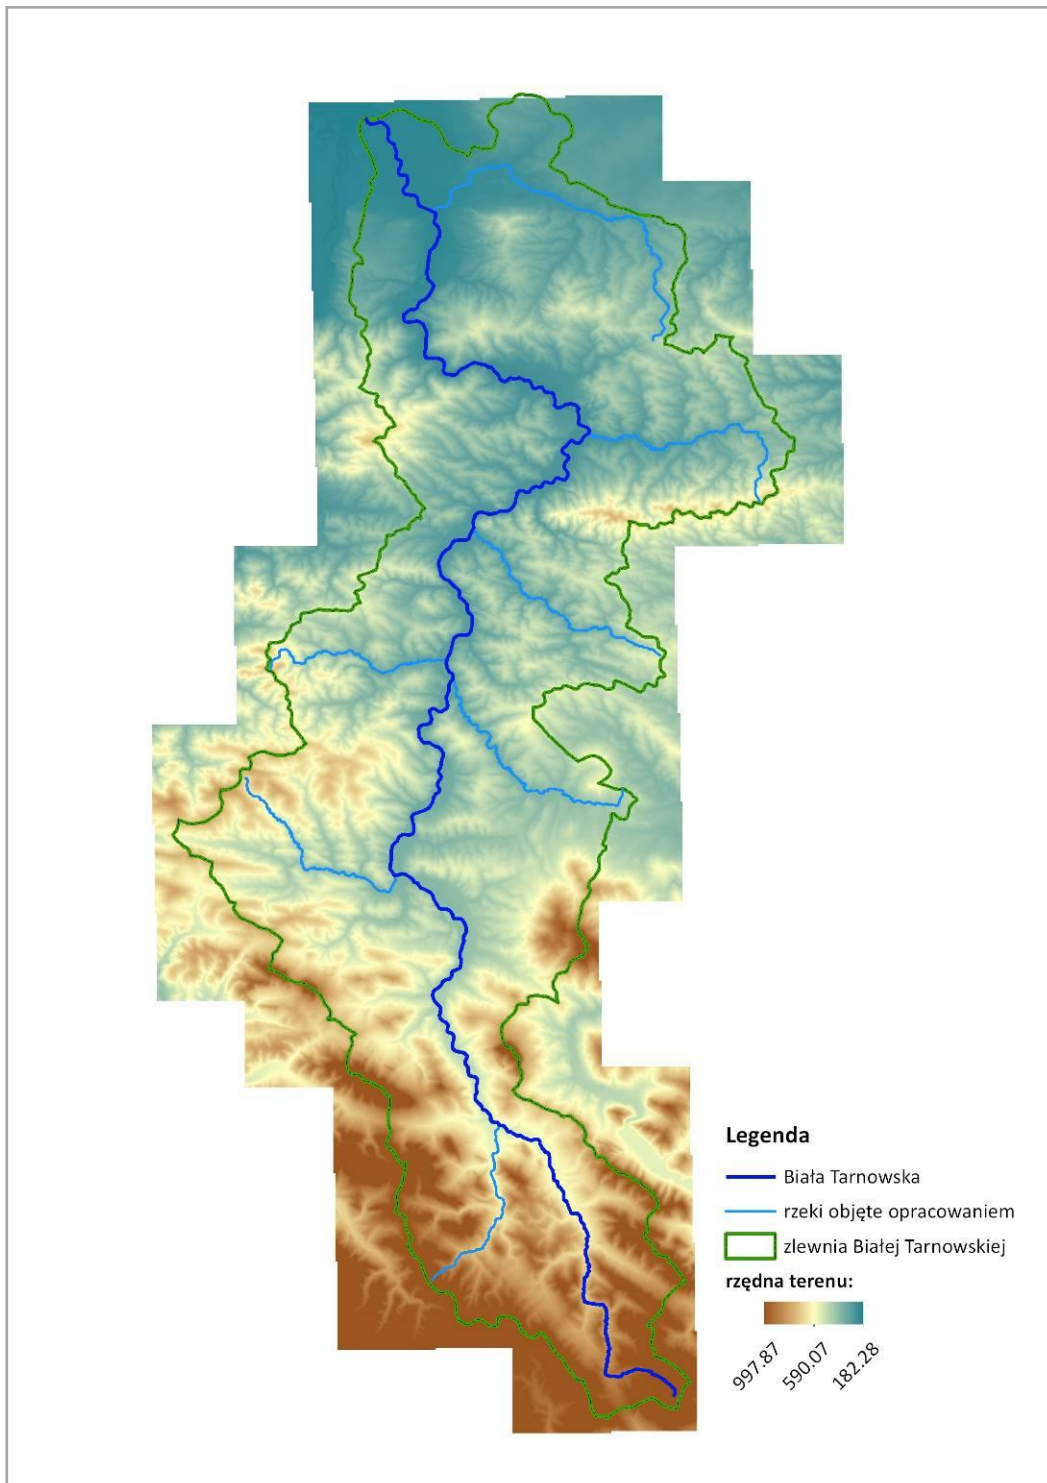 Legenda
Biała Tarnowska
rzeki objęte opracowaniem
zlewnia Białej Tarnowskiej
rzędna terenu:
997.87 590.07 182.28